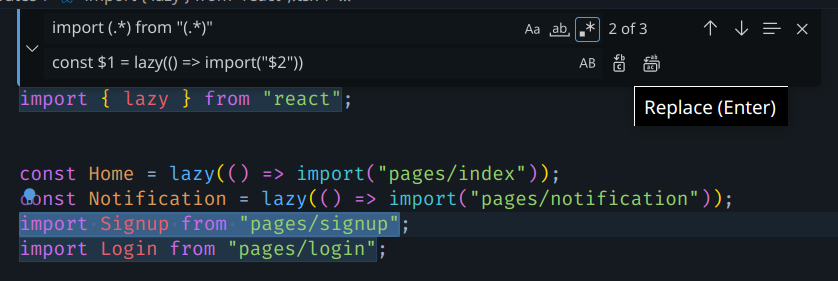 import (.*) from "(.*)"
Aa ab, .* 2 of 3
const $1 = lazy(() => import("$2"))
AB
Replace (Enter)
import { lazy } from "react";
const Home = lazy(() => import("pages/index"));
const Notification = lazy(() => import("pages/notification"));
import Signup from "pages/signup";
import Login from "pages/login";